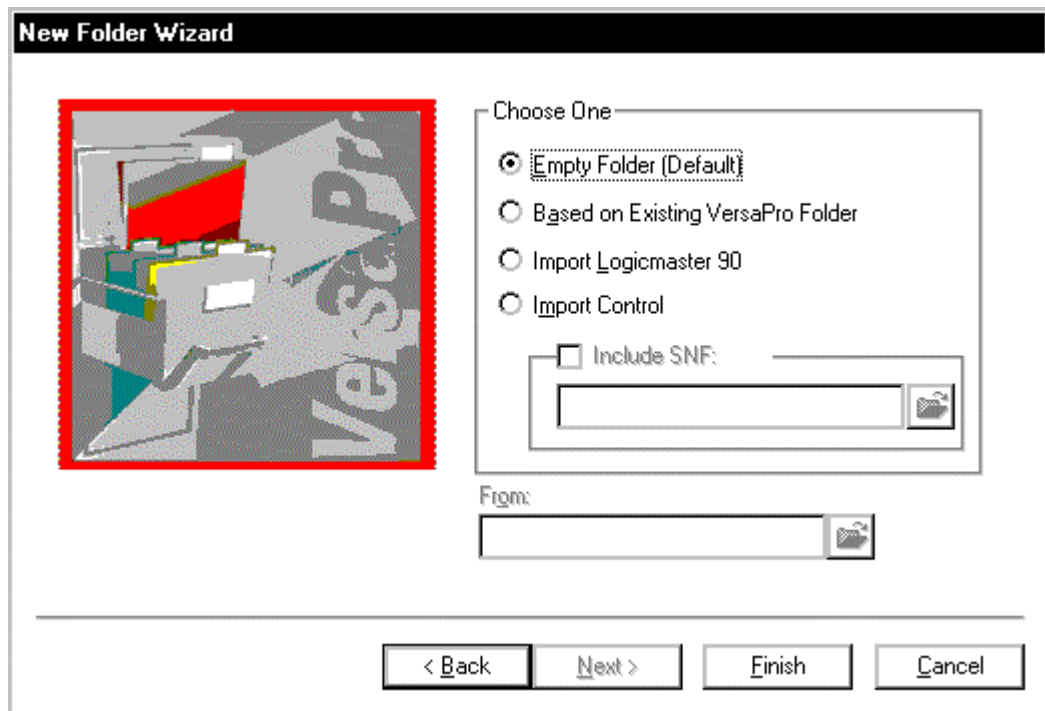 New Folder Wizard
VersaPro
Choose One
Empty Folder (Default)
Based on Existing VersaPro Folder
Import Logicmaster 90
Import Control
Include SNF:
From:
< Back
Next >
Finish
Cancel